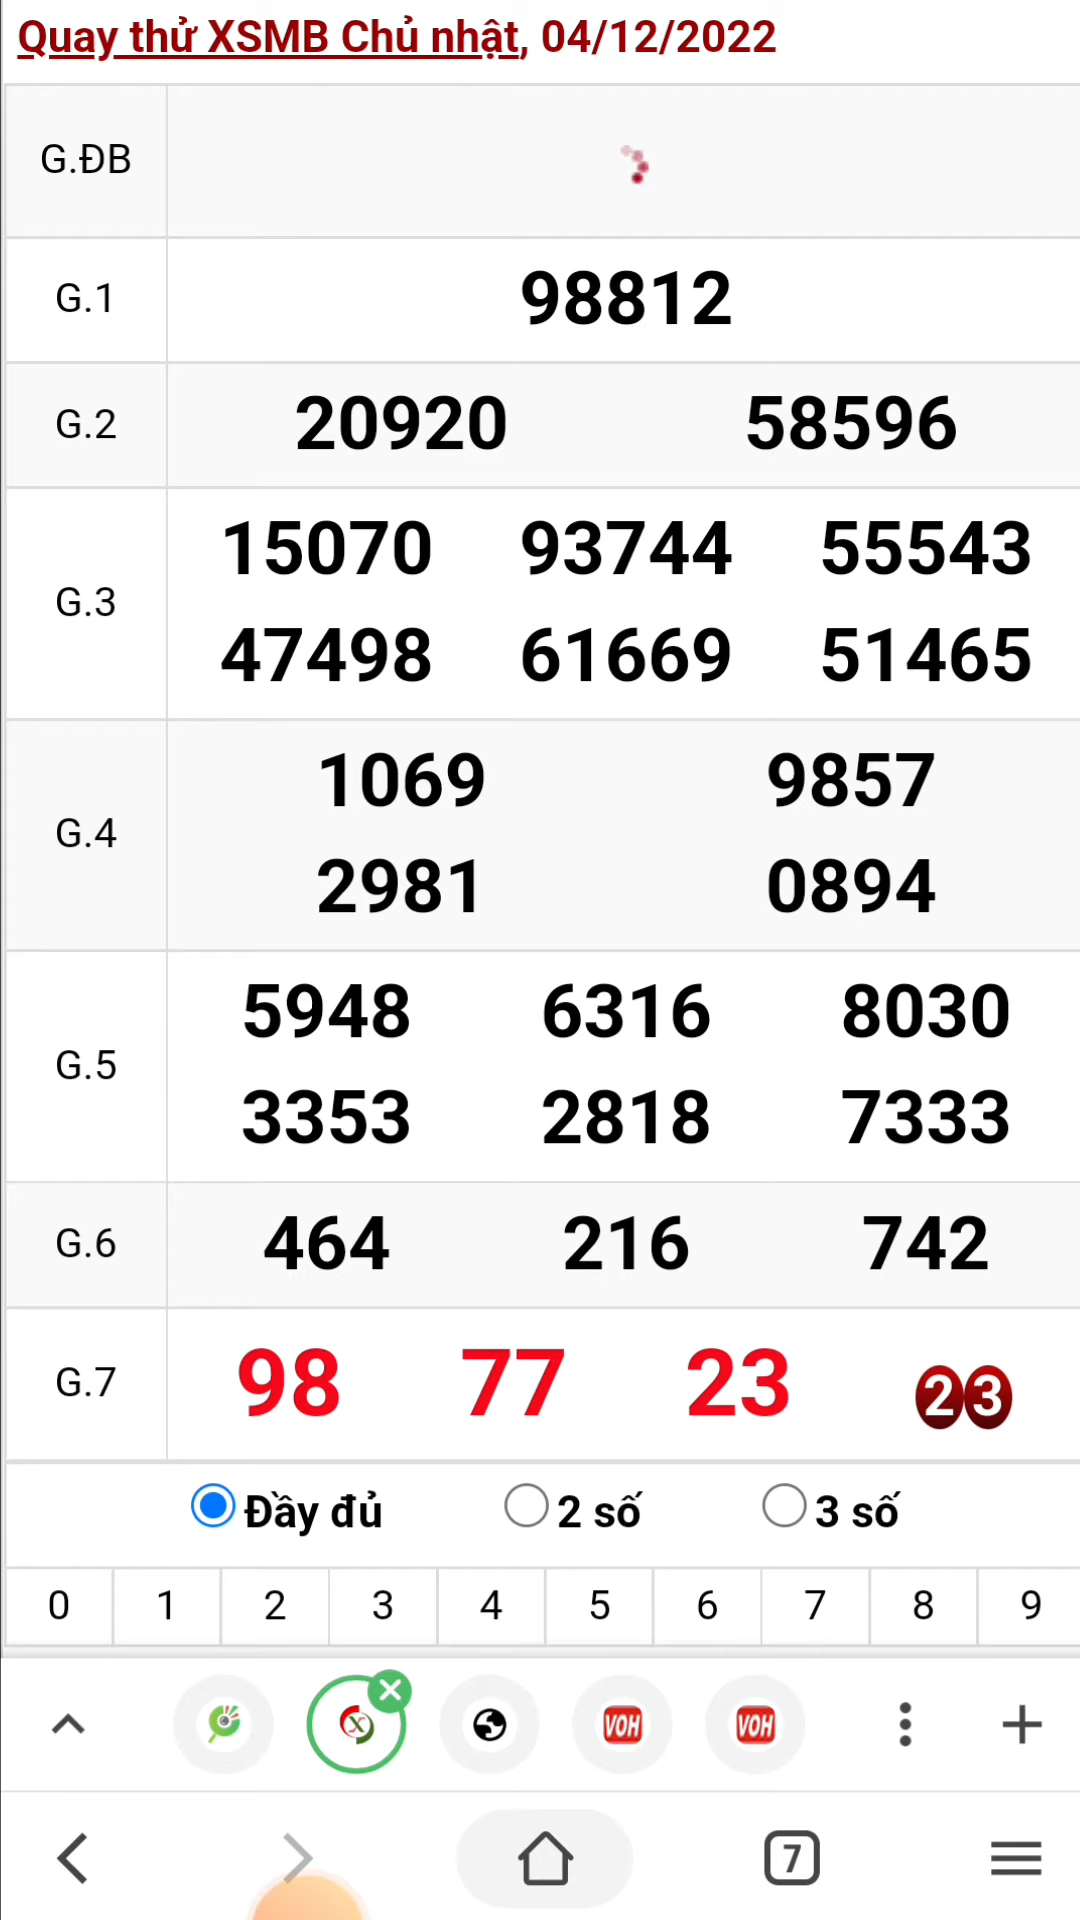 Quay thử XSMB Chủ nhật, 04/12/2022
G.ĐB
G.1 98812
G.2 20920 58596
G.3
15070 93744 55543
47498 61669 51465
G.4
1069 9857
2981 0894
G.5
5948 6316 8030
3353 2818 7333
G.6 464 216 742
G.7 98 77 23 23
Đầy đủ 2 số 3 số
0 1 2 3 4 5 6 7 8 9
X VOH VOH
7